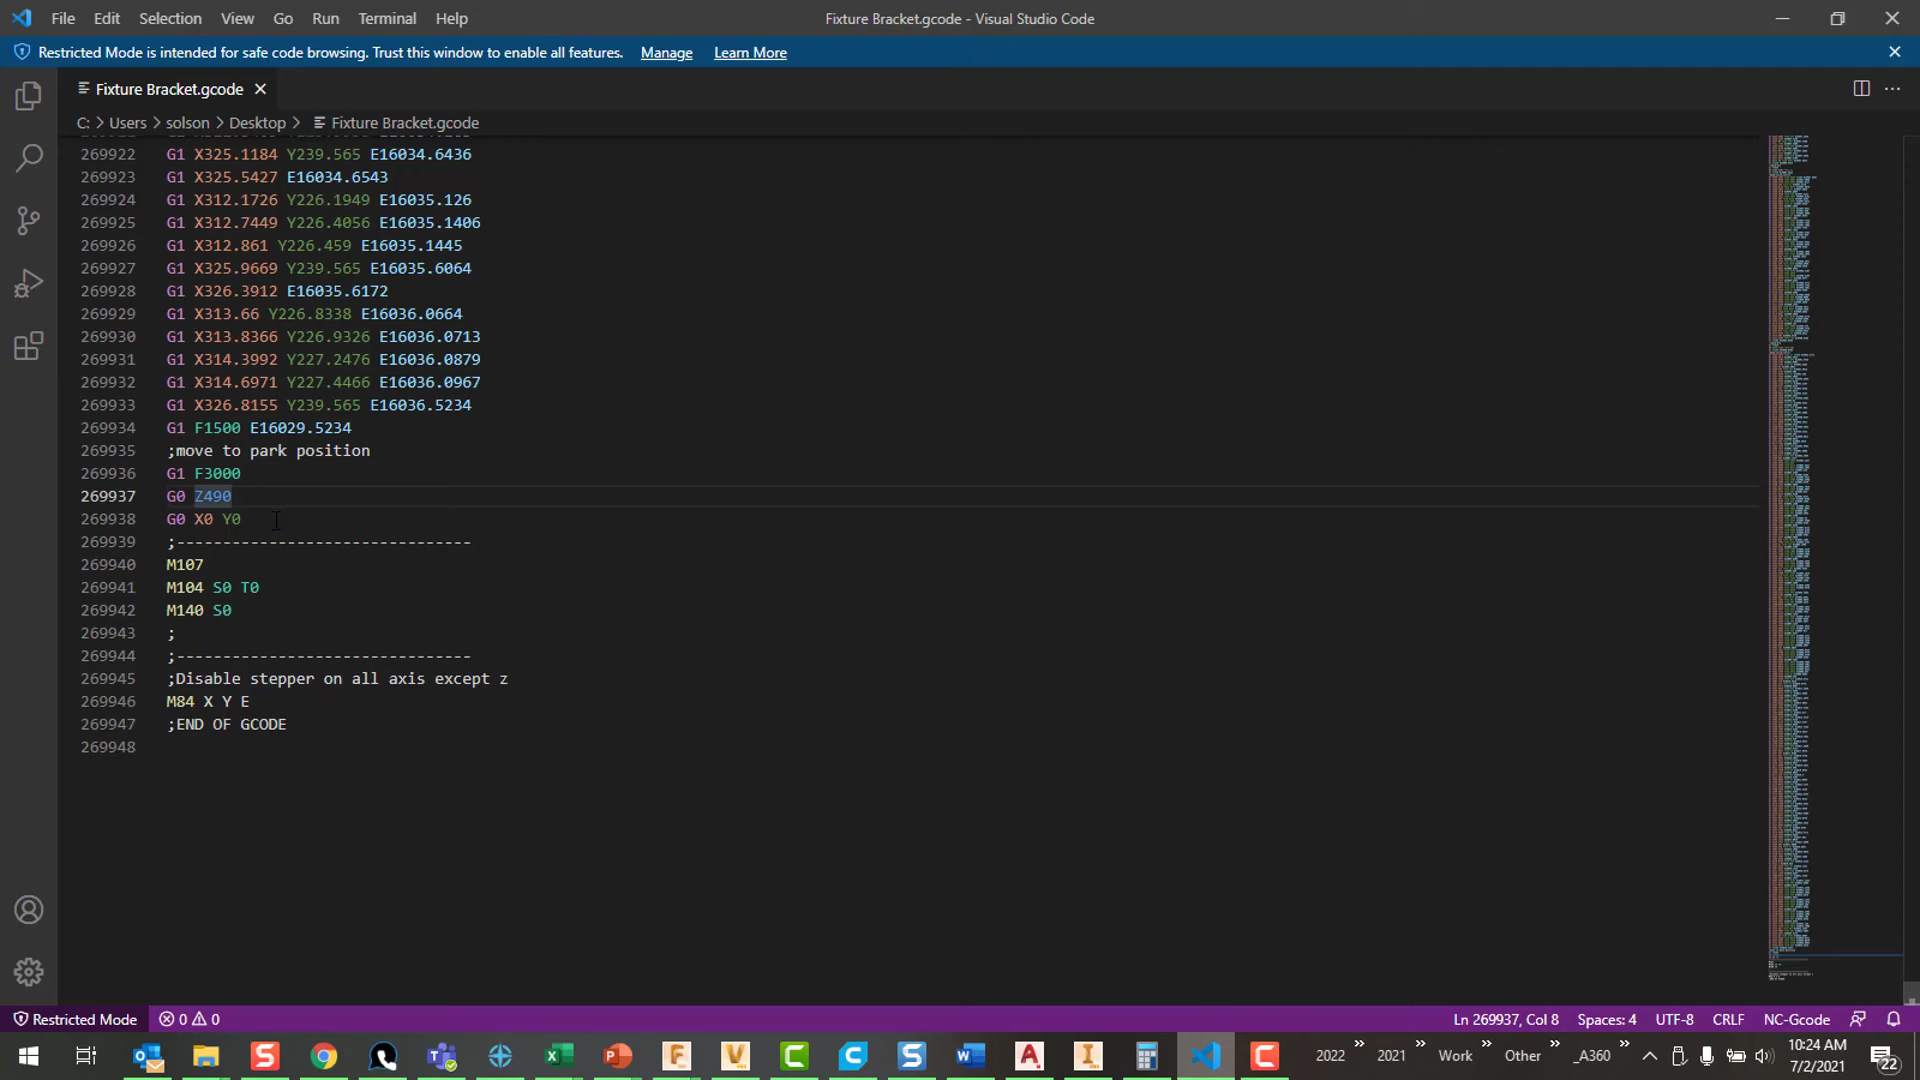 File Edit Selection View Go Run Terminal Help Fixture Bracket.gcode - Visual Studio Code
Restricted Mode is intended for safe code browsing. Trust this window to enable all features. Manage Learn More
Fixture Bracket.gcode
C: > Users > solson > Desktop > Fixture Bracket.gcode
269922 G1 X325.1184 Y239.565 E16034.6436
269923 G1 X325.5427 E16034.6543
269924 G1 X312.1726 Y226.1949 E16035.126
269925 G1 X312.7449 Y226.4056 E16035.1406
269926 G1 X312.861 Y226.459 E16035.1445
269927 G1 X325.9669 Y239.565 E16035.6064
269928 G1 X326.3912 E16035.6172
269929 G1 X313.66 Y226.8338 E16036.0664
269930 G1 X313.8366 Y226.9326 E16036.0713
269931 G1 X314.3992 Y227.2476 E16036.0879
269932 G1 X314.6971 Y227.4466 E16036.0967
269933 G1 X326.8155 Y239.565 E16036.5234
269934 G1 F1500 E16029.5234
269935 ;move to park position
269936 G1 F3000
269937 G0 Z490
269938 G0 X0 Y0
269939 ;--------------------------------
269940 M107
269941 M104 S0 T0
269942 M140 S0
269943 ;
269944 ;--------------------------------
269945 ;Disable stepper on all axis except z
269946 M84 X Y E
269947 ;END OF GCODE
269948
Restricted Mode 0 0 Ln 269937, Col 8 Spaces: 4 UTF-8 CRLF NC-Gcode
2022 2021 Work Other _A360 10:24 AM
7/2/2021 22